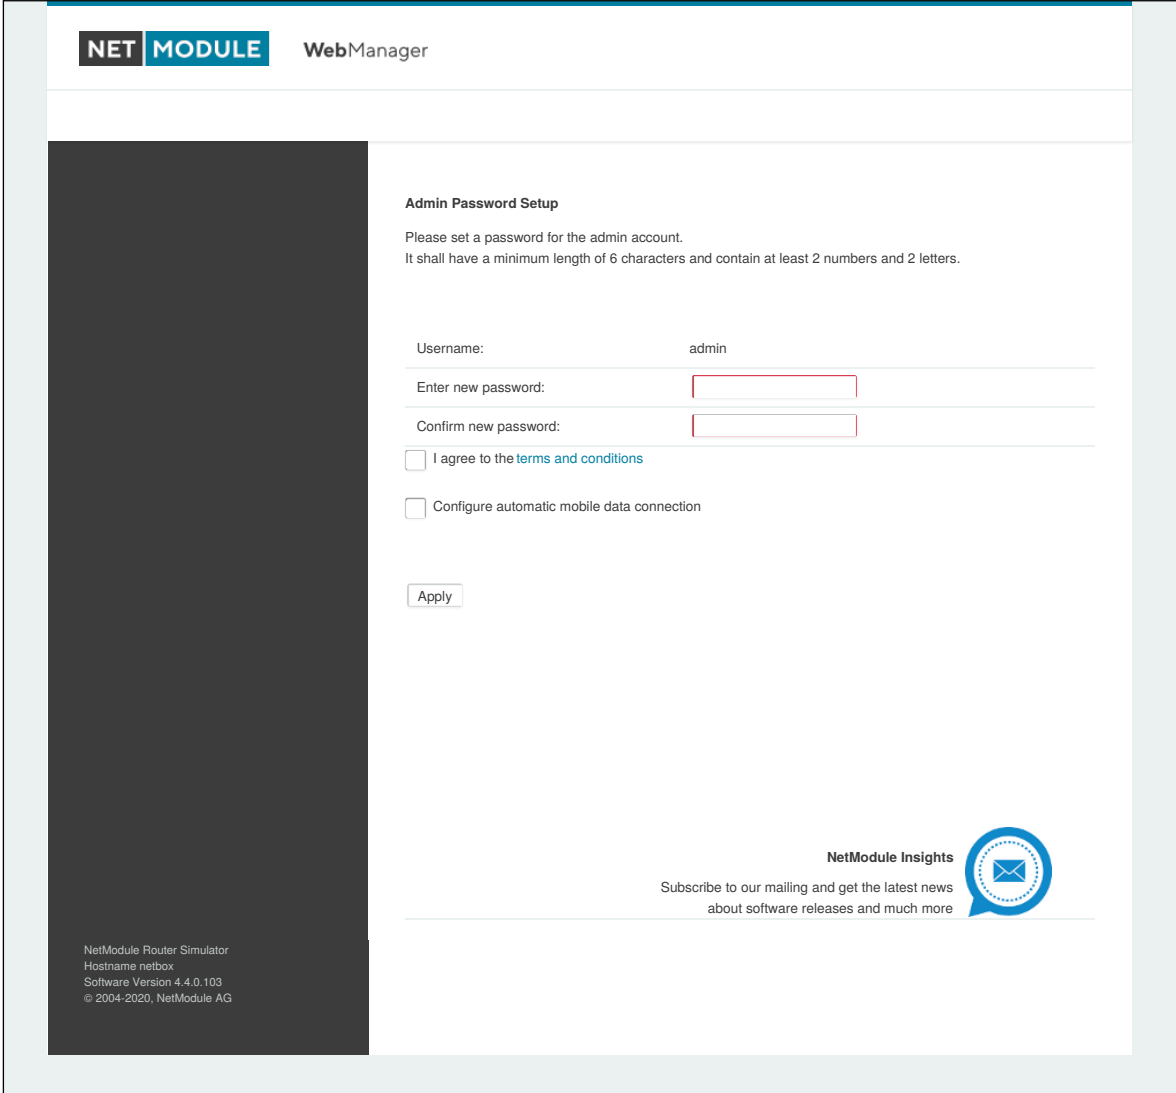 NET MODULE WebManager
Admin Password Setup
Please set a password for the admin account.
It shall have a minimum length of 6 characters and contain at least 2 numbers and 2 letters.
Username: admin
Enter new password:
Confirm new password:
I agree to the terms and conditions
Configure automatic mobile data connection
Apply
NetModule Insights
Subscribe to our mailing and get the latest news
about software releases and much more
NetModule Router Simulator
Hostname netbox
Software Version 4.4.0.103
© 2004-2020, NetModule AG